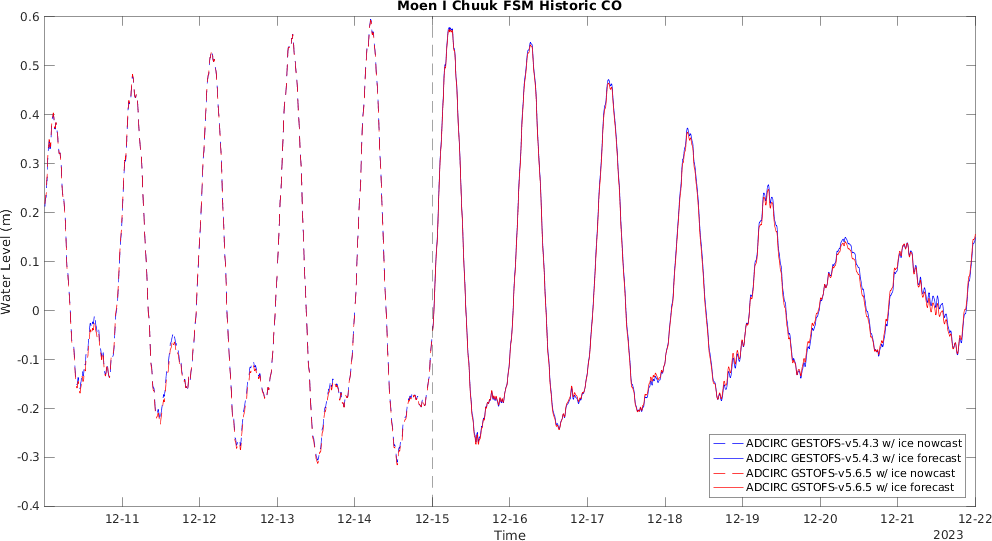 Moen I Chuuk FSM Historic CO
0.6
0.5
0.4
0.3
0.2
0.1
0
-0.1
-0.2
-0.3
-0.4
Water Level (m)
ADCIRC GESTOFS-v5.4.3 w/ ice nowcast
ADCIRC GESTOFS-v5.4.3 w/ ice forecast
ADCIRC GSTOFS-v5.6.5 w/ ice nowcast
ADCIRC GSTOFS-v5.6.5 w/ ice forecast
12-11 12-12 12-13 12-14 12-15 12-16 12-17 12-18 12-19 12-20 12-21 12-22
Time
2023